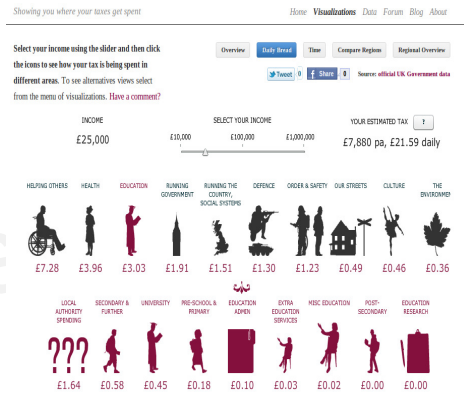 Showing you where your taxes get spent
Home Visualizations Data Forum Blog About
Select your income using the slider and then click
the icons to see how your tax is being spent in
different areas. To see alternatives views select
from the menu of visualizations. Have a comment?
Overview Daily Bread Time Compare Regions Regional Overview
Tweet 0 Share 0 Source: official UK Government data
INCOME
£25,000
SELECT YOUR INCOME
£10,000 £100,000 £1,000,000
YOUR ESTIMATED TAX ?
£7,880 pa, £21.59 daily
HELPING OTHERS
HEALTH
EDUCATION
RUNNING
GOVERNMENT
RUNNING THE
COUNTRY,
SOCIAL SYSTEMS
DEFENCE
ORDER & SAFETY
OUR STREETS
CULTURE
THE
ENVIRONMEN
£7.28 £3.96 £3.03 £1.91 £1.51 £1.30 £1.23 £0.49 £0.46 £0.36
LOCAL
AUTHORITY
SPENDING
SECONDARY &
FURTHER
UNIVERSITY
PRE-SCHOOL &
PRIMARY
EDUCATION
ADMIN
EXTRA
EDUCATION
SERVICES
MISC EDUCATION
POST-
SECONDARY
EDUCATION
RESEARCH
???
£1.64 £0.58 £0.45 £0.18 £0.10 £0.03 £0.02 £0.00 £0.00